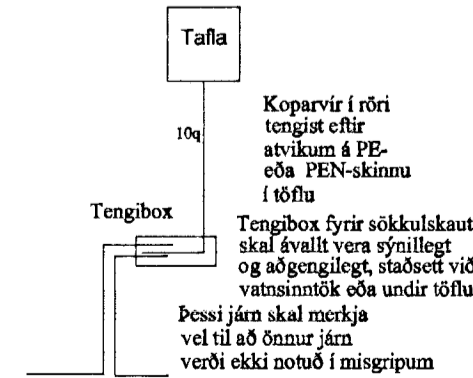 Tafla
Koparvír í röri
tengist eftir
atvikum á PE-
eða PEN-skinnu
í töflu
10q
Tengibox
Tengibox fyrir sökkulskaut
skal ávallt vera sýnillegt
og aðgengilegt, staðsett við
vatnsinntök eða undir töflu
Þessi járn skal merkja
vel til að önnur járn
verði ekki notuð í misgripum